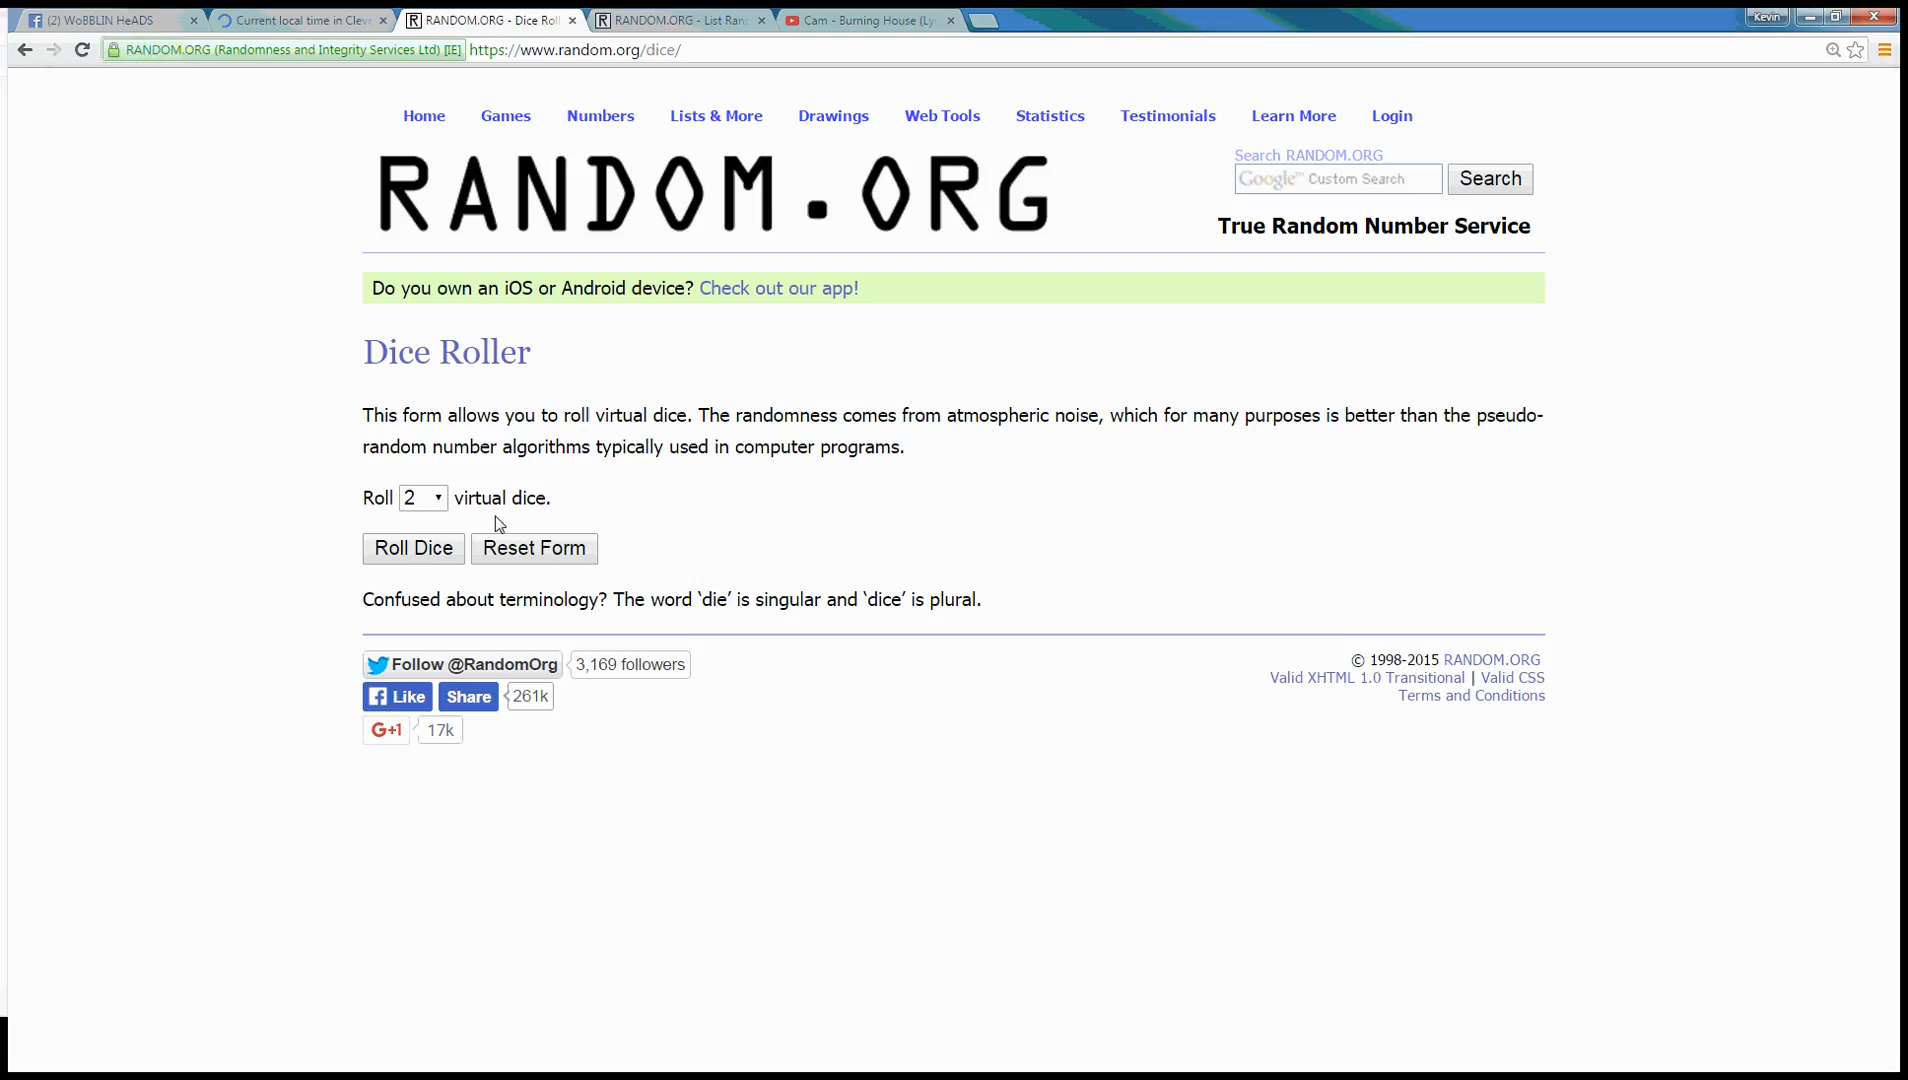 (2) WoBBLIN HeADS
Current local time in Cleve
RANDOM.ORG - Dice Roll
RANDOM.ORG - List Ran
Cam - Burning House (Ly
Kevin
RANDOM.ORG (Randomness and Integrity Services Ltd) [IE] https://www.random.org/dice/
Home Games Numbers Lists & More Drawings Web Tools Statistics Testimonials Learn More Login
RANDOM.ORG
Search RANDOM.ORG
Google™ Custom Search Search
True Random Number Service
Do you own an iOS or Android device? Check out our app!
Dice Roller
This form allows you to roll virtual dice. The randomness comes from atmospheric noise, which for many purposes is better than the pseudo-
random number algorithms typically used in computer programs.
Roll 2 virtual dice.
Roll Dice Reset Form
Confused about terminology? The word ‘die’ is singular and ‘dice’ is plural.
Follow @RandomOrg 3,169 followers
Like Share 261k
G+1 17k
© 1998-2015 RANDOM.ORG
Valid XHTML 1.0 Transitional | Valid CSS
Terms and Conditions